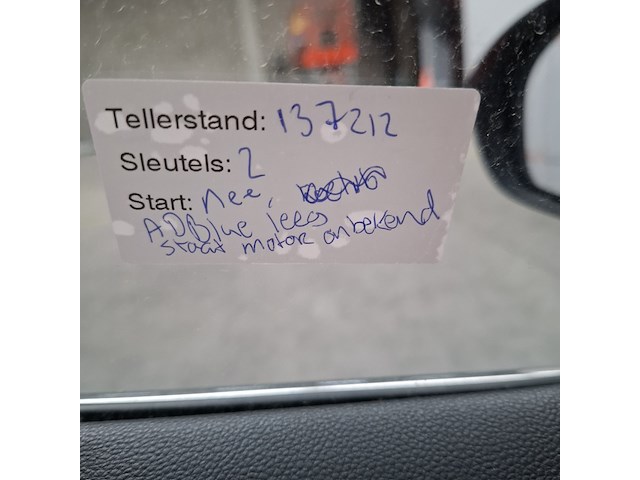 Tellerstand: 137212
Sleutels: 2
Start: nee,
ADBlue leeg
staat motor onbekend